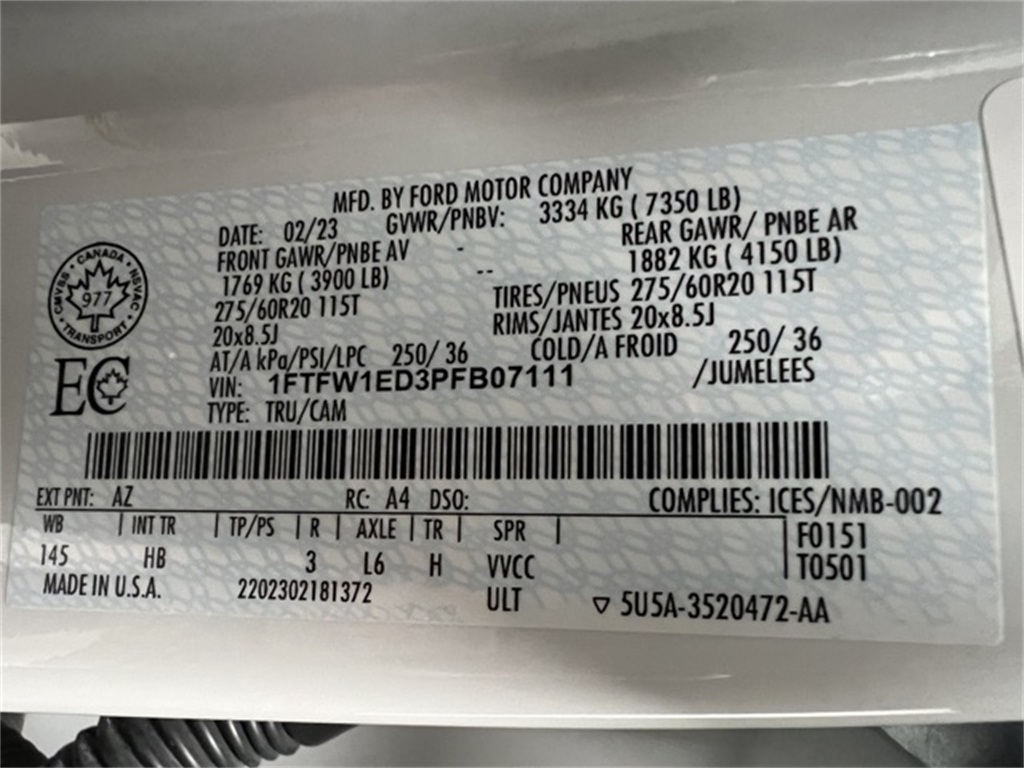 MFD. BY FORD MOTOR COMPANY
DATE: 02/23 GVWR/PNBV: 3334 KG ( 7350 LB)
FRONT GAWR/PNBE AV - REAR GAWR/ PNBE AR
1769 KG ( 3900 LB) -- 1882 KG ( 4150 LB)
275/60R20 115T TIRES/PNEUS 275/60R20 115T
20x8.5J RIMS/JANTES 20x8.5J
AT/A kPa/PSI/LPC 250/ 36 COLD/A FROID 250/ 36
VIN: 1FTFW1ED3PFB07111 /JUMELEES
TYPE: TRU/CAM
CANADA
CMVSS 977 NSVAC
TRANSPORT
EC
EXT PNT: AZ RC: A4 DSO: COMPLIES: ICES/NMB-002
WB | INT TR | TP/PS | R | AXLE | TR | SPR | F0151
145 HB 3 L6 H VVCC T0501
MADE IN U.S.A. 2202302181372 ULT ▽ 5U5A-3520472-AA